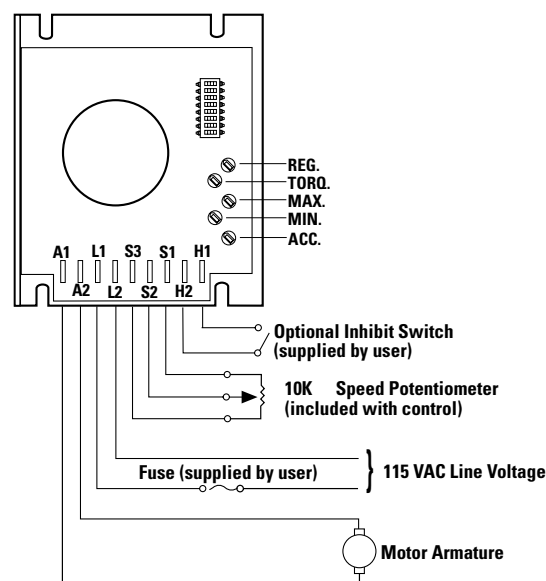 REG.
TORQ.
MAX.
MIN.
ACC.
A1 L1 S3 S1 H1
A2 L2 S2 H2
Optional Inhibit Switch
(supplied by user)
10K Speed Potentiometer
(included with control)
Fuse (supplied by user)
115 VAC Line Voltage
Motor Armature